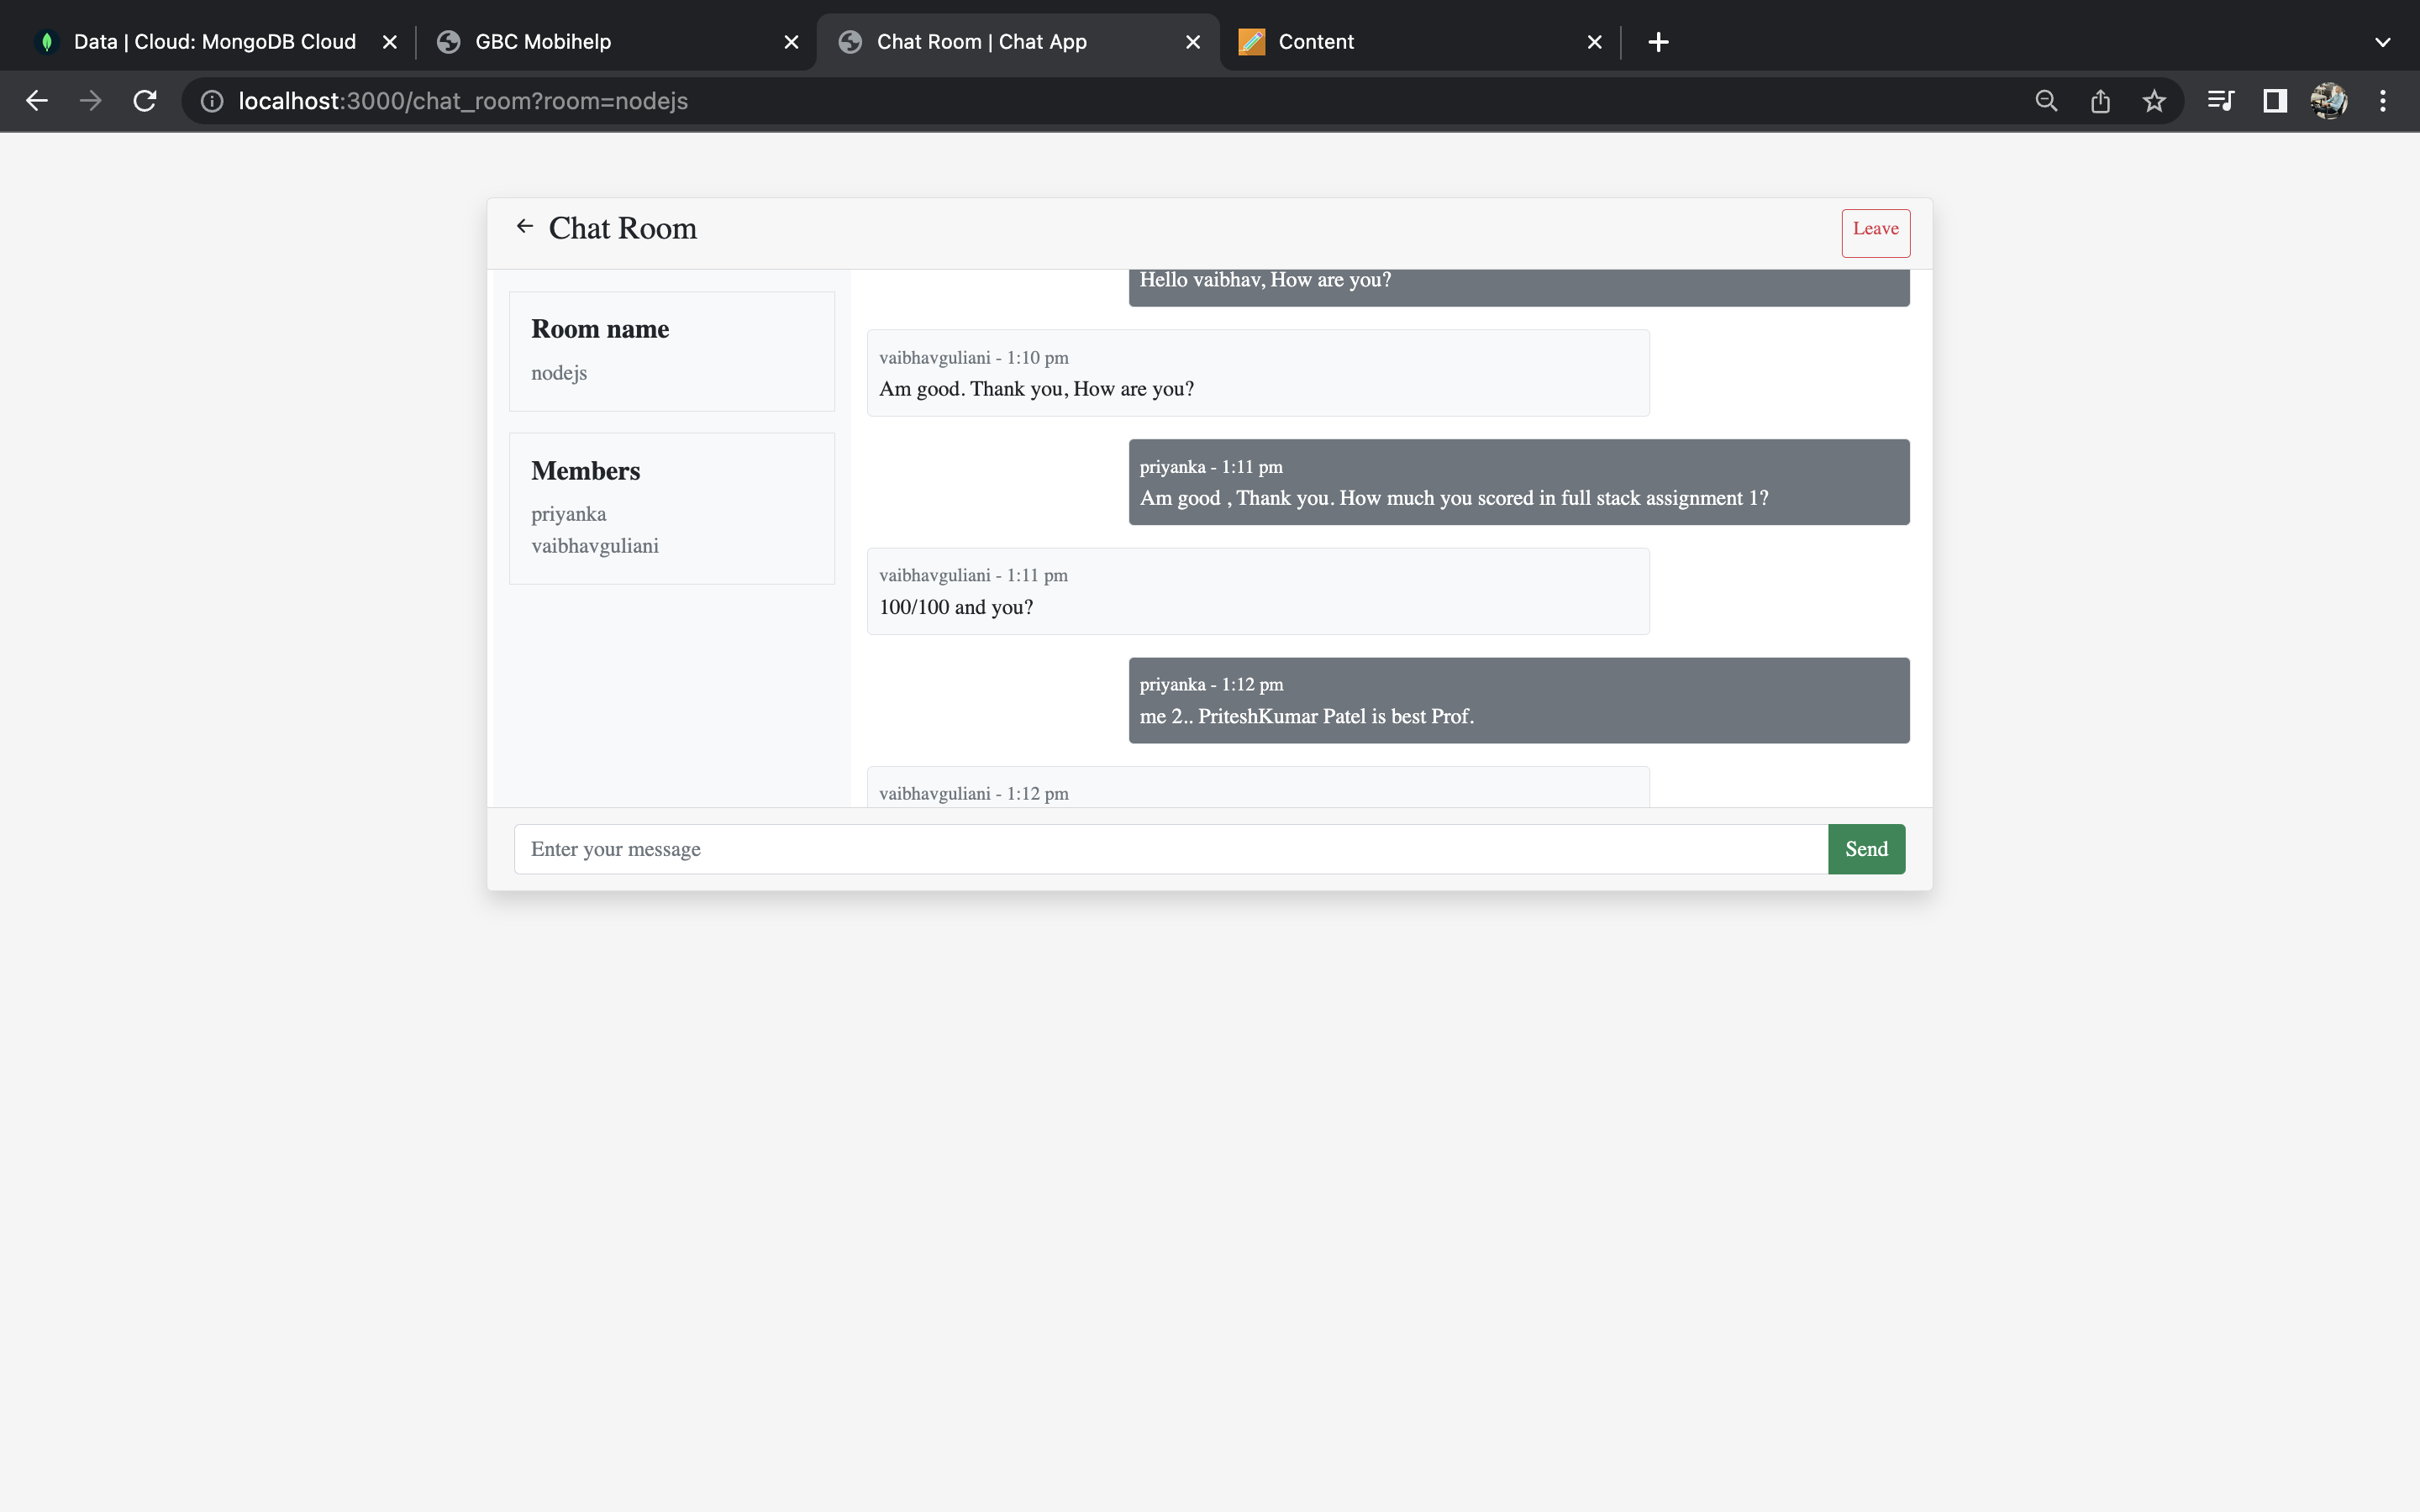 Data | Cloud: MongoDB Cloud
GBC Mobihelp
Chat Room | Chat App
Content
localhost:3000/chat_room?room=nodejs
Chat Room
Leave
Room name
nodejs
Members
priyanka
vaibhavguliani
Hello vaibhav, How are you?
vaibhavguliani - 1:10 pm
Am good. Thank you, How are you?
priyanka - 1:11 pm
Am good , Thank you. How much you scored in full stack assignment 1?
vaibhavguliani - 1:11 pm
100/100 and you?
priyanka - 1:12 pm
me 2.. PriteshKumar Patel is best Prof.
vaibhavguliani - 1:12 pm
Enter your message
Send